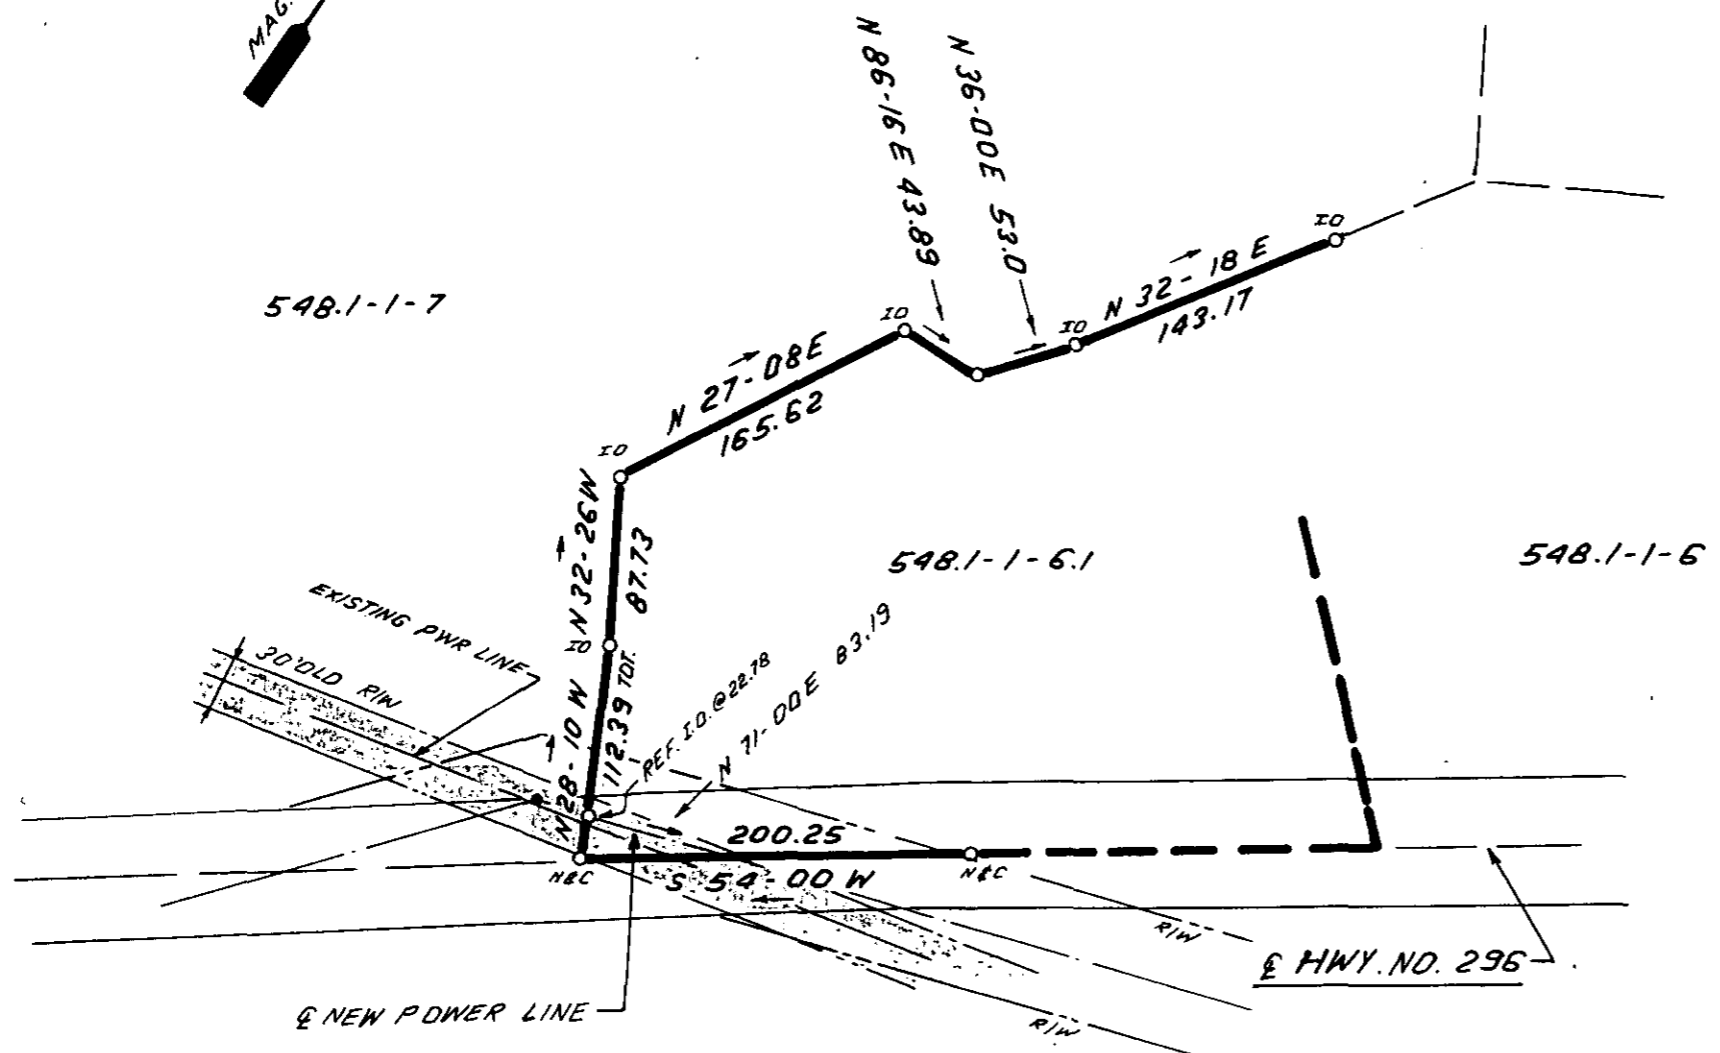 MAG.
N 86-16 E 43.89
N 36-00E 53.0
IO
N 32-18 E
143.17
548.1-1-7
IO
IO
N 27-08E
165.62
IO
N 32-26W
87.73
548.1-1-6.1
548.1-1-6
EXISTING PWR LINE
30' OLD R/W
IO
N 28-10 W
112.39 TOT.
REF. I.O. @ 22.78
N 71-00E 83.19
200.25
N&C
S 54-00 W
N&C
R/W
℄ HWY. NO. 296
℄ NEW POWER LINE
R/W